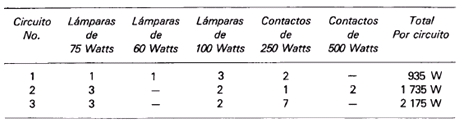 Circuito Lámparas Lámparas Lámparas Contactos Contactos Total
No. de de de de de Por circuito
75 Watts 60 Watts 100 Watts 250 Watts 500 Watts
1 1 1 3 2 — 935 W
2 3 — 2 1 2 1 735 W
3 3 — 2 7 — 2 175 W